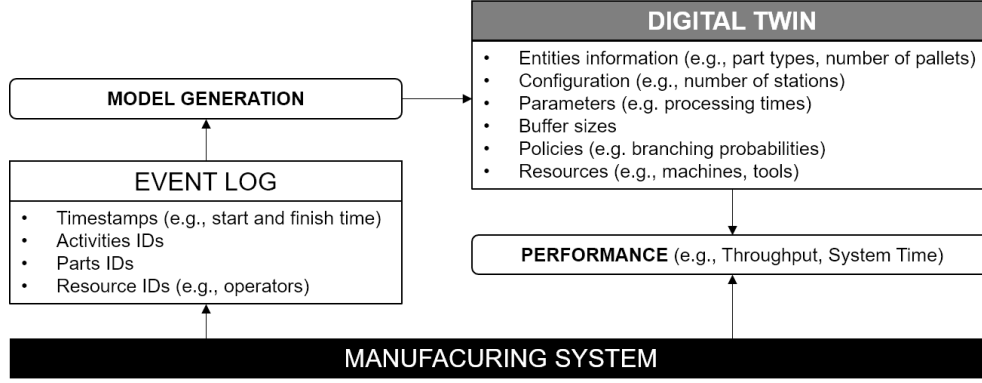 DIGITAL TWIN
• Entities information (e.g., part types, number of pallets)
• Configuration (e.g., number of stations)
• Parameters (e.g. processing times)
• Buffer sizes
• Policies (e.g. branching probabilities)
• Resources (e.g., machines, tools)
MODEL GENERATION
EVENT LOG
• Timestamps (e.g., start and finish time)
• Activities IDs
• Parts IDs
• Resource IDs (e.g., operators)
PERFORMANCE (e.g., Throughput, System Time)
MANUFACURING SYSTEM